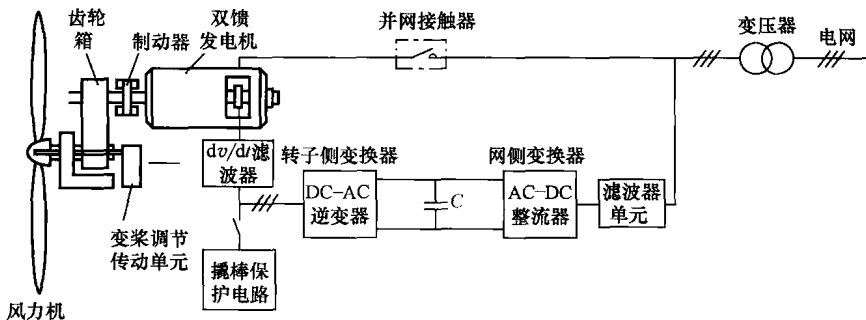 齿轮
箱
制动器
双馈
发电机
并网接触器
变压器
电网
dv/dt滤
波器
转子侧变换器
DC-AC
逆变器
C
网侧变换器
AC-DC
整流器
滤波器
单元
变桨调节
传动单元
撬棒保
护电路
风力机